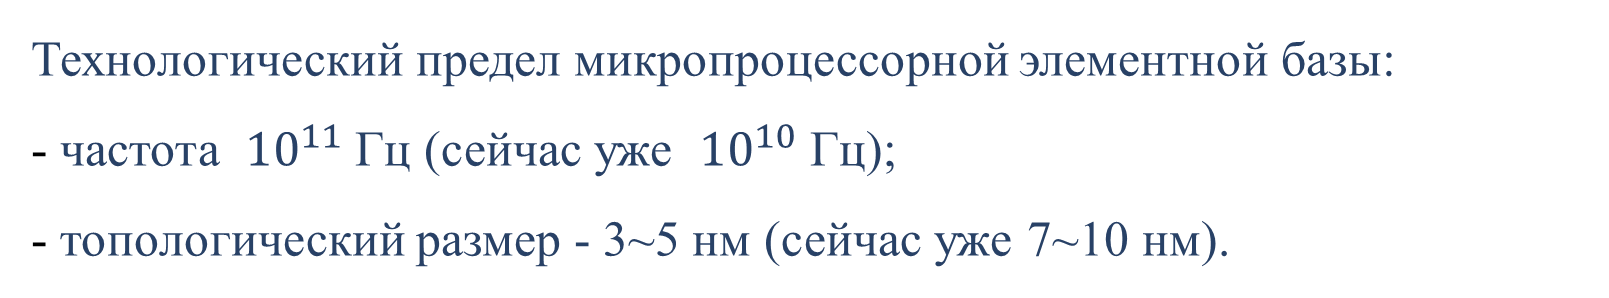 Технологический предел микропроцессорной элементной базы:
- частота 10¹¹ Гц (сейчас уже 10¹⁰ Гц);
- топологический размер - 3~5 нм (сейчас уже 7~10 нм).